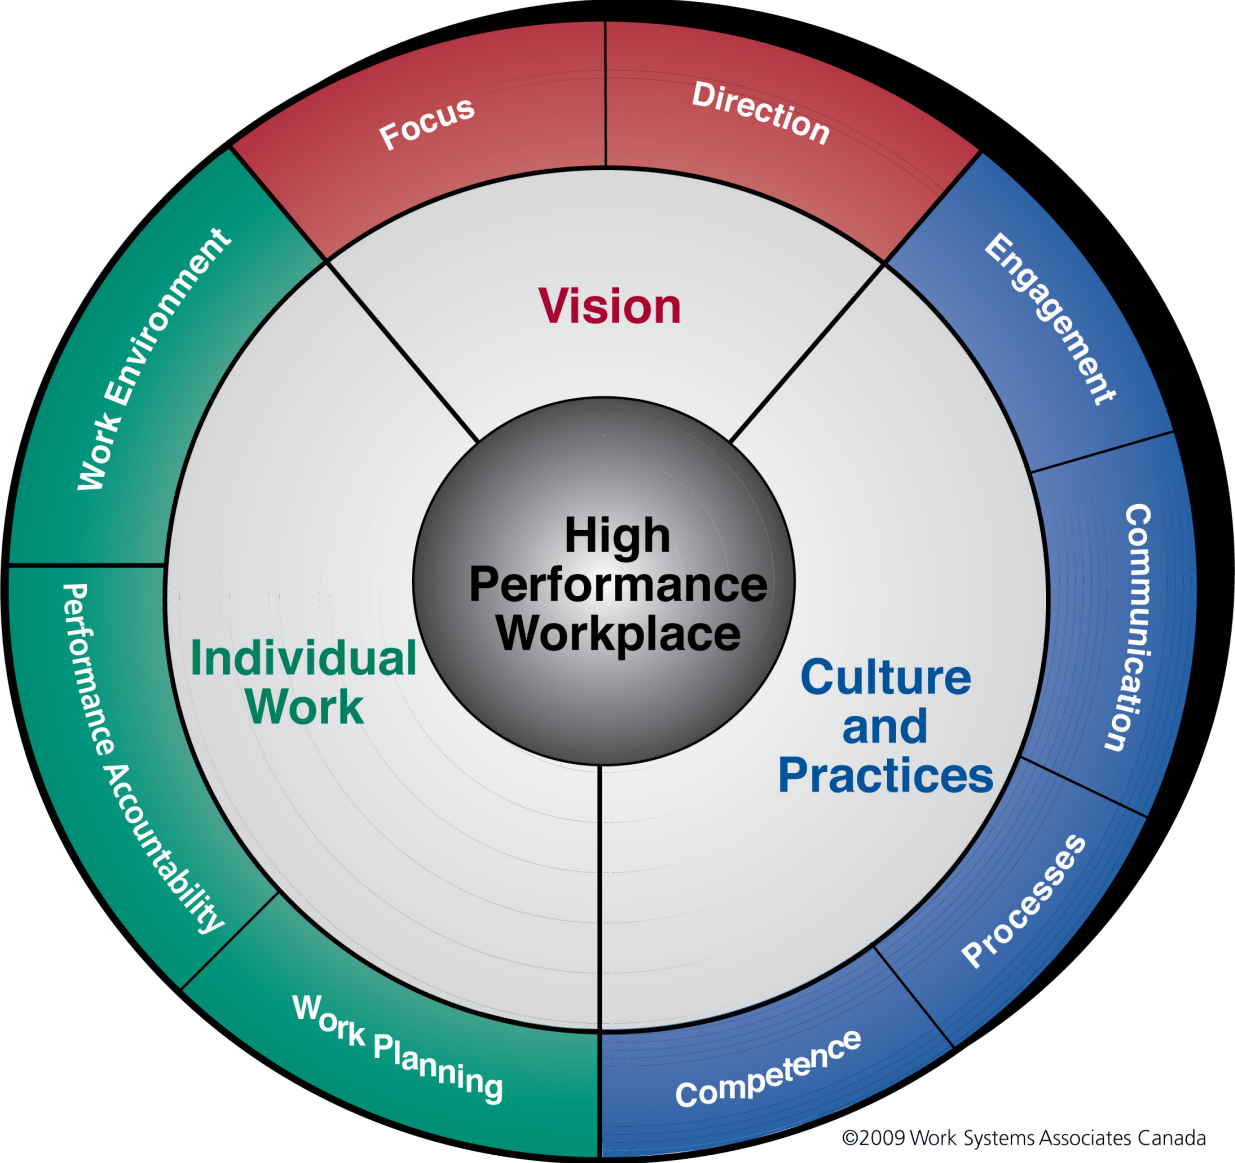 Focus
Direction
Engagement
Communication
Processes
Competence
Work Planning
Performance Accountability
Work Environment
Vision
High
Performance
Workplace
Individual
Work
Culture
and
Practices
©2009 Work Systems Associates Canada